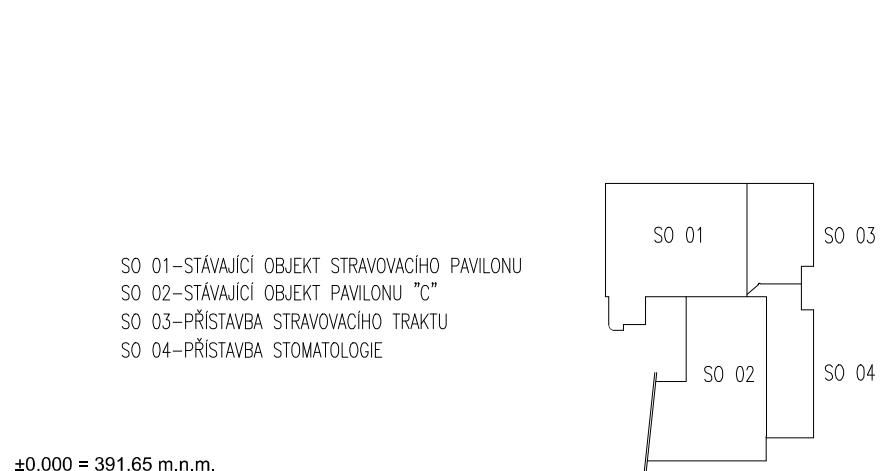 SO 01
SO 03
SO 01-STÁVAJÍCÍ OBJEKT STRAVOVACÍHO PAVILONU
SO 02-STÁVAJÍCÍ OBJEKT PAVILONU "C"
SO 03-PŘÍSTAVBA STRAVOVACÍHO TRAKTU
SO 04-PŘÍSTAVBA STOMATOLOGIE
SO 02
SO 04
±0.000 = 391.65 m.n.m.